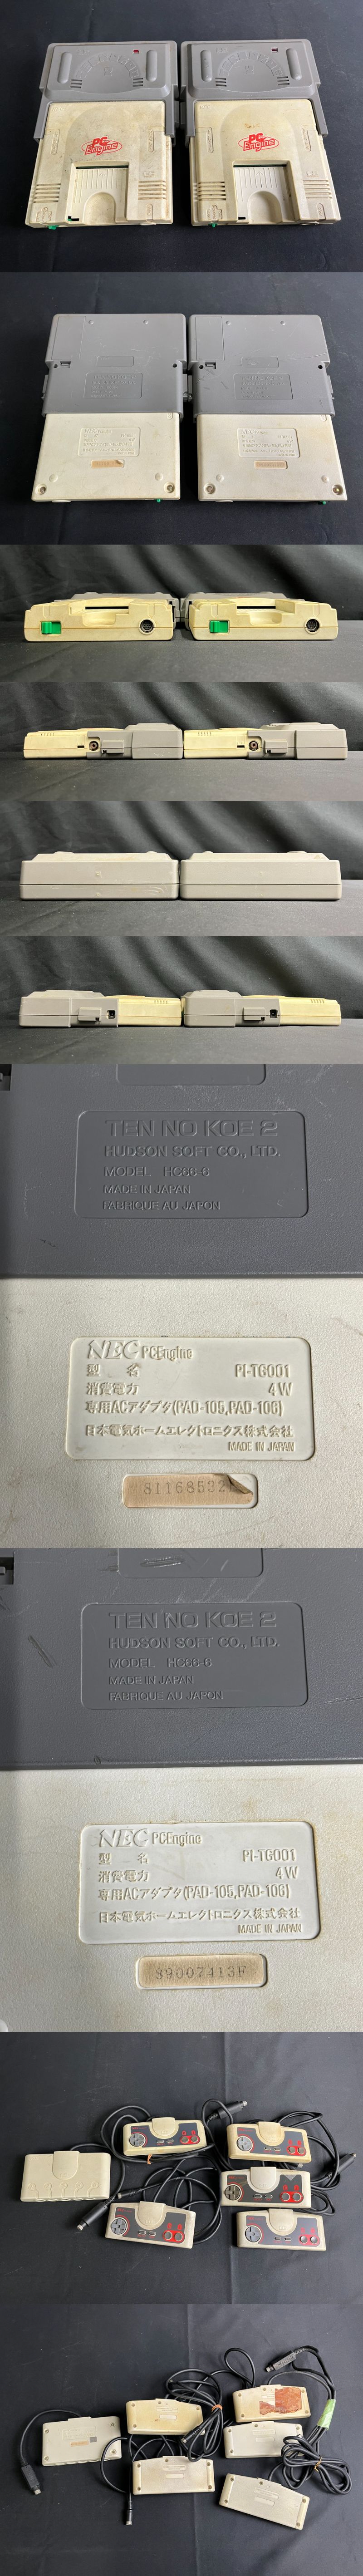 PC
Engine
PC
Engine
TEN NO KOE 2
HUDSON SOFT CO., LTD.
MODEL HC66-6
MADE IN JAPAN
FABRIQUE AU JAPON
NEC PCEngine
型名 PI-TG001
消費電力 4W
専用ACアダプタ(PAD-105,PAD-106)
日本電気ホームエレクトロニクス株式会社
MADE IN JAPAN
81168532
TEN NO KOE 2
HUDSON SOFT CO., LTD.
MODEL HC66-6
MADE IN JAPAN
FABRIQUE AU JAPON
NEC PCEngine
型名 PI-TG001
消費電力 4W
専用ACアダプタ(PAD-105,PAD-106)
日本電気ホームエレクトロニクス株式会社
MADE IN JAPAN
89007413F